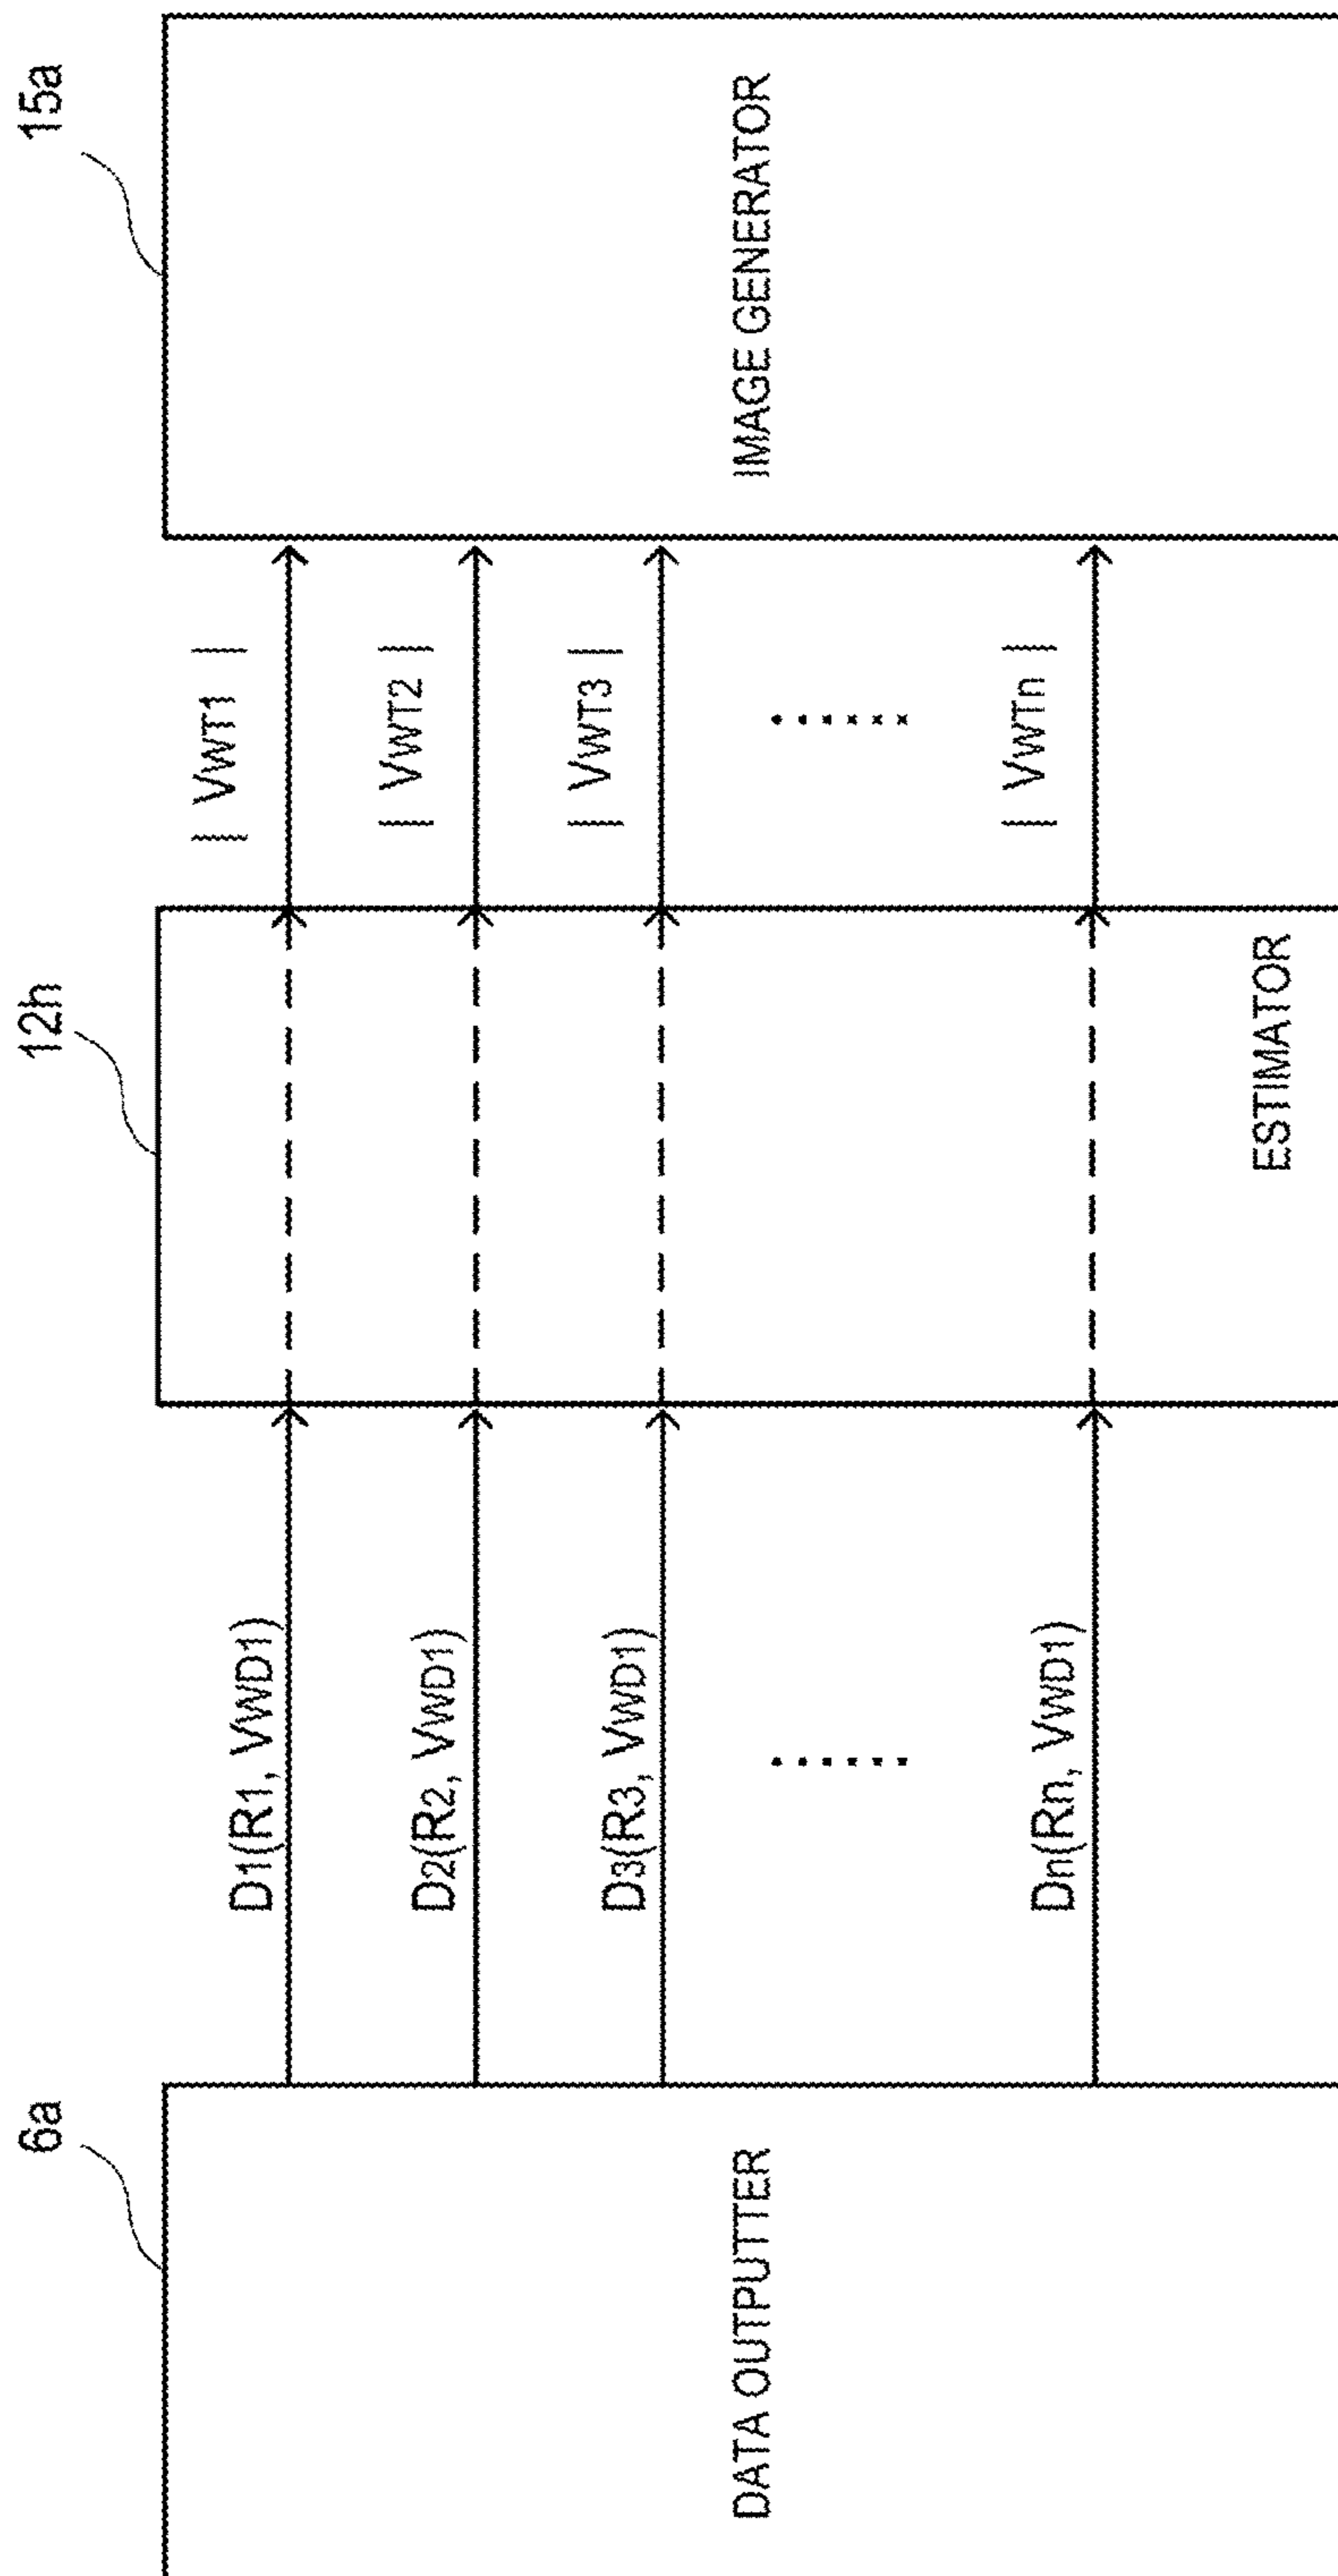 6a
12h
15a
D1(R1, VWD1)
| VWT1 |
D2(R2, VWD1)
| VWT2 |
D3(R3, VWD1)
| VWT3 |
DATA OUTPUTTER
......
......
IMAGE GENERATOR
Dn(Rn, VWD1)
| VWTn |
ESTIMATOR